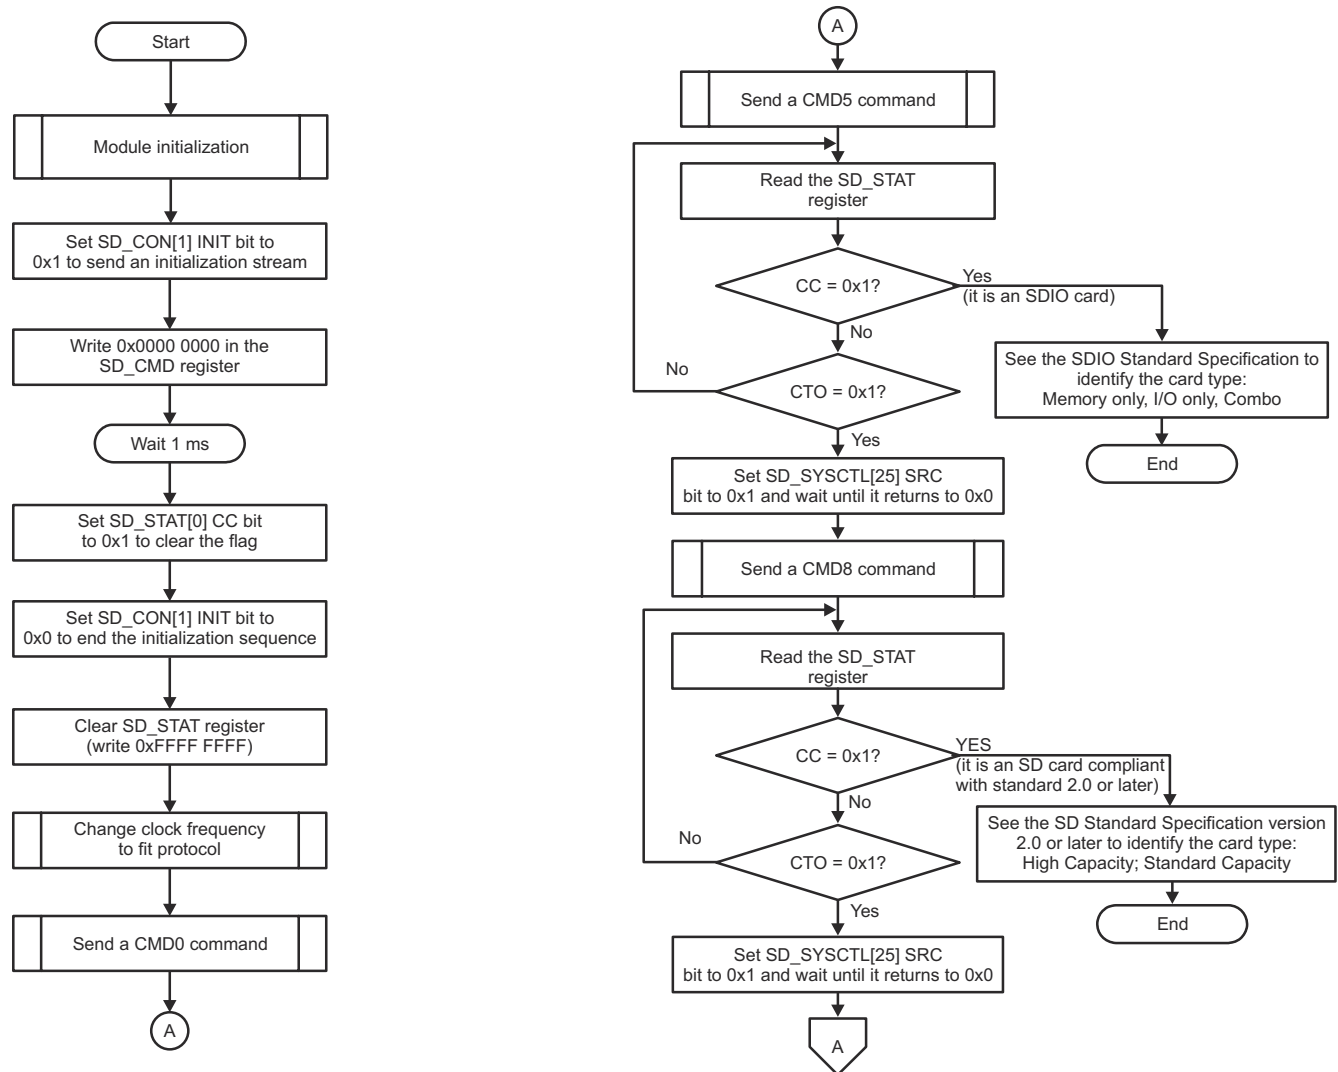 Start
Module initialization
Set SD_CON[1] INIT bit to
0x1 to send an initialization stream
Write 0x0000 0000 in the
SD_CMD register
Wait 1 ms
Set SD_STAT[0] CC bit
to 0x1 to clear the flag
Set SD_CON[1] INIT bit to
0x0 to end the initialization sequence
Clear SD_STAT register
(write 0xFFFF FFFF)
Change clock frequency
to fit protocol
Send a CMD0 command
A
A
Send a CMD5 command
Read the SD_STAT
register
CC = 0x1?
Yes
(it is an SDIO card)
No
See the SDIO Standard Specification to
identify the card type:
Memory only, I/O only, Combo
End
CTO = 0x1?
No
Yes
Set SD_SYSCTL[25] SRC
bit to 0x1 and wait until it returns to 0x0
Send a CMD8 command
Read the SD_STAT
register
CC = 0x1?
YES
(it is an SD card compliant
with standard 2.0 or later)
No
See the SD Standard Specification version
2.0 or later to identify the card type:
High Capacity; Standard Capacity
End
CTO = 0x1?
No
Yes
Set SD_SYSCTL[25] SRC
bit to 0x1 and wait until it returns to 0x0
A